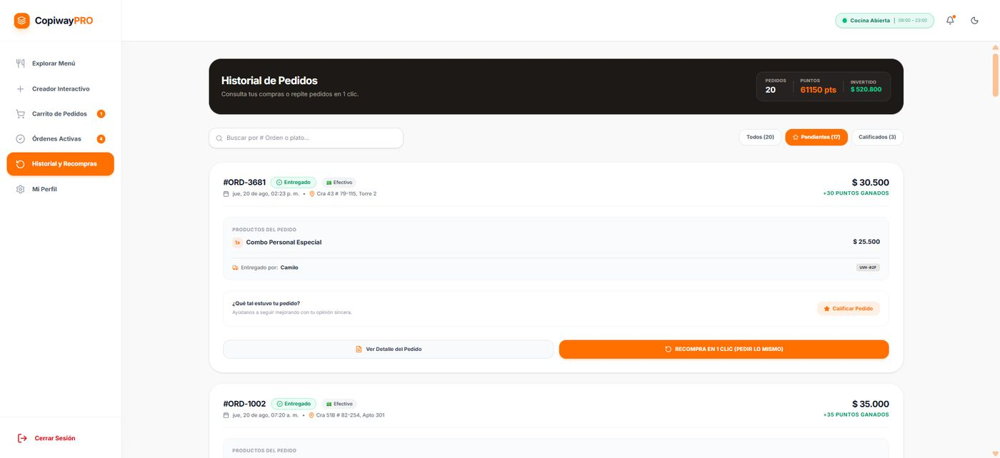 CopiwayPRO
Cocina Abierta | 08:00 - 23:00
Explorar Menú
Creador Interactivo
Carrito de Pedidos 1
Órdenes Activas 4
Historial y Recompras
Mi Perfil
Cerrar Sesión
Historial de Pedidos
Consulta tus compras o repite pedidos en 1 clic.
PEDIDOS
20
PUNTOS
61150 pts
INVERTIDO
$ 520.800
Buscar por # Orden o plato...
Todos (20)
Pendientes (17)
Calificados (3)
#ORD-3681 Entregado Efectivo
$ 30.500
jue, 20 de ago, 02:23 p. m. • Cra 43 # 79-115, Torre 2
+30 PUNTOS GANADOS
PRODUCTOS DEL PEDIDO
1x Combo Personal Especial $ 25.500
Entregado por: Camilo UVH-02F
¿Qué tal estuvo tu pedido?
Ayúdanos a seguir mejorando con tu opinión sincera.
Calificar Pedido
Ver Detalle del Pedido
RECOMPRA EN 1 CLIC (PEDIR LO MISMO)
#ORD-1002 Entregado Efectivo
$ 35.000
jue, 20 de ago, 07:20 a. m. • Cra 51B # 82-254, Apto 301
+35 PUNTOS GANADOS
PRODUCTOS DEL PEDIDO